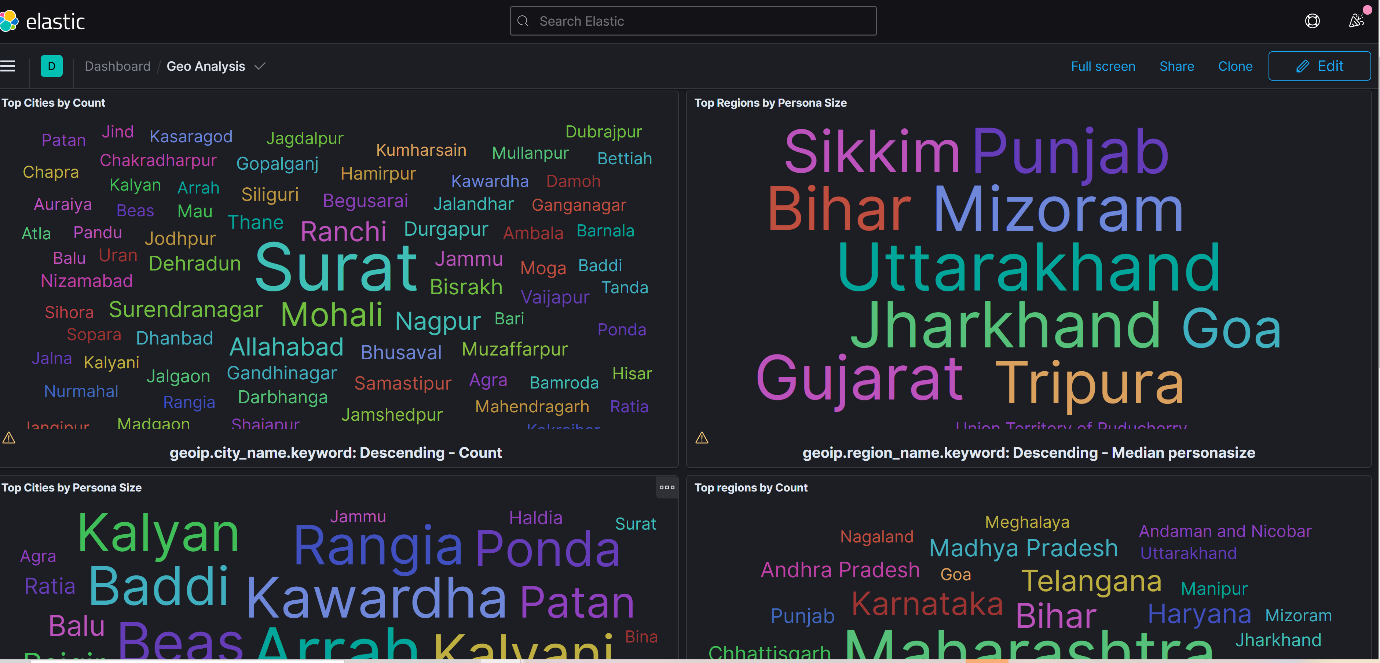 elastic
Search Elastic
D
Dashboard / Geo Analysis
Full screen
Share
Clone
Edit
Top Cities by Count
Patan Jind Kasaragod Jagdalpur Dubrajpur
Chakradharpur Gopalganj Kumharsain Mullanpur Bettiah
Chapra Kalyan Arrah Siliguri Hamirpur Kawardha Damoh
Auraiya Beas Mau Thane Begusarai Jalandhar Ganganagar
Atla Pandu Jodhpur Ranchi Durgapur Ambala Barnala
Balu Uran Dehradun Surat Jammu Moga Baddi
Nizamabad Bisrakh Vaijapur Tanda
Sihora Surendranagar Mohali Nagpur Bari Ponda
Sopara Dhanbad Allahabad Bhusaval Muzaffarpur
Jalna Kalyani Jalgaon Gandhinagar Samastipur Agra Bamroda Hisar
Nurmahal Rangia Darbhanga Jamshedpur Mahendragarh Ratia
Jangipur Madgaon Shajapur Kokrajhar
geoip.city_name.keyword: Descending - Count
Top Regions by Persona Size
Sikkim Punjab
Bihar Mizoram
Uttarakhand
Jharkhand Goa
Gujarat Tripura
Union Territory of Puducherry
geoip.region_name.keyword: Descending - Median personasize
Top Cities by Persona Size
Kalyan Jammu Haldia Surat
Agra Rangia Ponda
Ratia Baddi Kawardha Patan
Balu Beas Arrah Kalyani Bina
Top regions by Count
Meghalaya
Nagaland Madhya Pradesh Andaman and Nicobar
Uttarakhand
Andhra Pradesh Goa Telangana Manipur
Punjab Karnataka Bihar Haryana Mizoram
Chhattisgarh Maharashtra Jharkhand